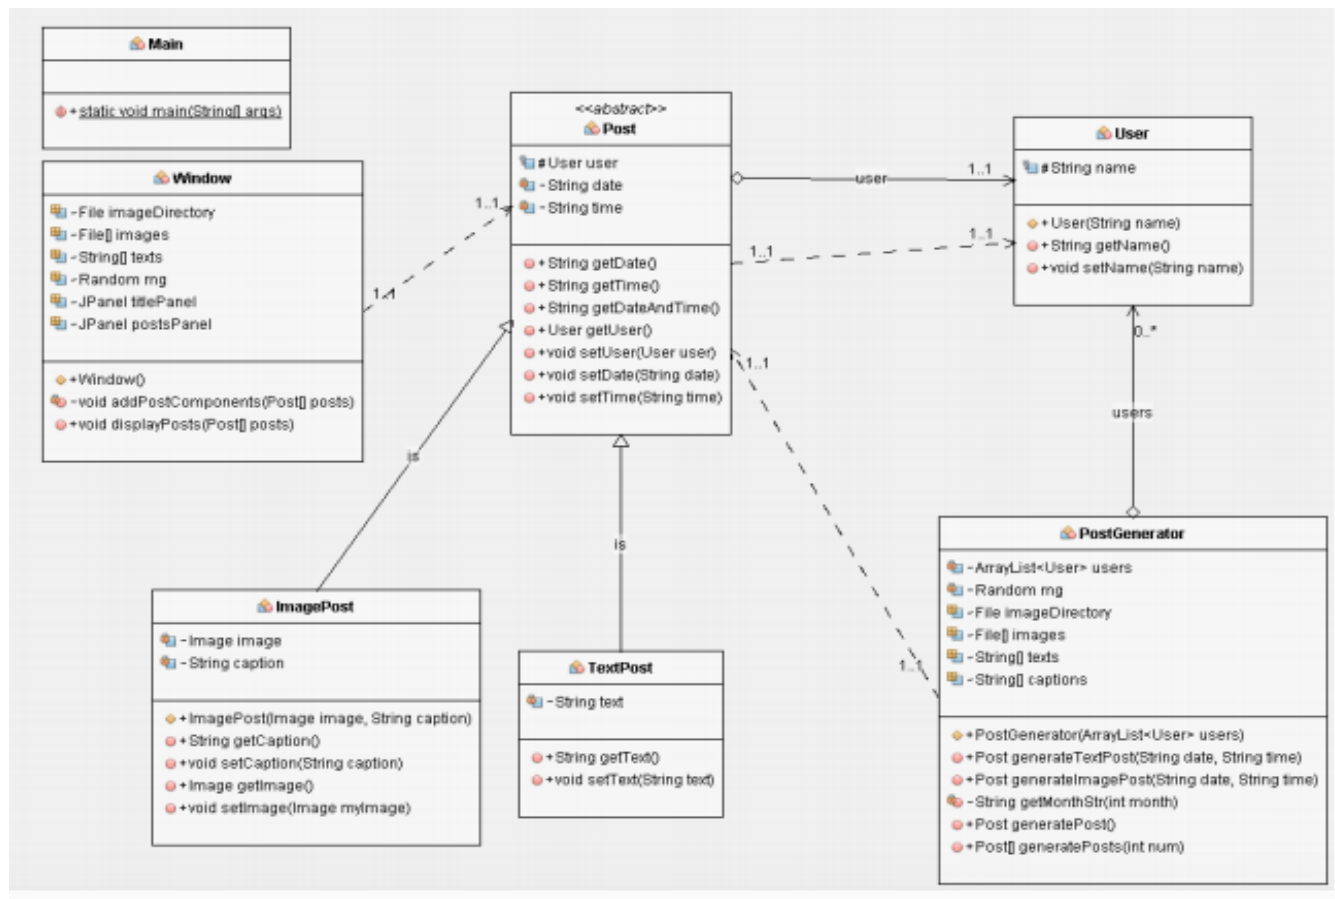 Main
+ static void main(String[] args)
Window
- File imageDirectory
- File[] images
- String[] texts
- Random rng
- JPanel titlePanel
- JPanel postsPanel
+ Window()
- void addPostComponents(Post[] posts)
+ void displayPosts(Post[] posts)
1..1
1..1
<<abstract>>
Post
# User user
- String date
- String time
+ String getDate()
+ String getTime()
+ String getDateAndTime()
+ User getUser()
+ void setUser(User user)
+ void setDate(String date)
+ void setTime(String time)
user
1..1
1..1
1..1
User
# String name
+ User(String name)
+ String getName()
+ void setName(String name)
0..*
users
1..1
1..1
is
is
ImagePost
- Image image
- String caption
+ ImagePost(Image image, String caption)
+ String getCaption()
+ void setCaption(String caption)
+ Image getImage()
+ void setImage(Image myImage)
TextPost
- String text
+ String getText()
+ void setText(String text)
PostGenerator
- ArrayList<User> users
- Random rng
- File imageDirectory
- File[] images
- String[] texts
- String[] captions
+ PostGenerator(ArrayList<User> users)
+ Post generateTextPost(String date, String time)
+ Post generateImagePost(String date, String time)
- String getMonthStr(int month)
+ Post generatePost()
+ Post[] generatePosts(int num)